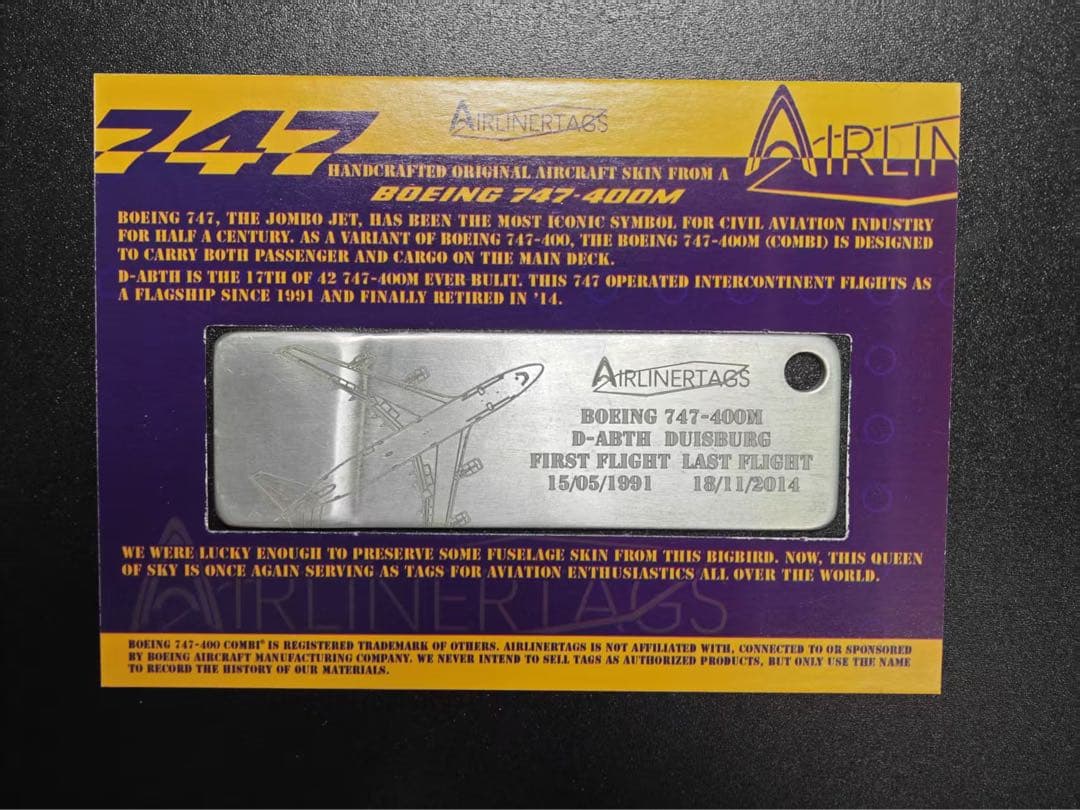 747
AIRLINERTAGS
AIRLIN
HANDCRAFTED ORIGINAL AIRCRAFT SKIN FROM A
BOEING 747-400M
BOEING 747, THE JOMBO JET, HAS BEEN THE MOST ICONIC SYMBOL FOR CIVIL AVIATION INDUSTRY
FOR HALF A CENTURY. AS A VARIANT OF BOEING 747-400, THE BOEING 747-400M (COMBI) IS DESIGNED
TO CARRY BOTH PASSENGER AND CARGO ON THE MAIN DECK.
D-ABTH IS THE 17TH OF 42 747-400M EVER BULIT. THIS 747 OPERATED INTERCONTINENT FLIGHTS AS
A FLAGSHIP SINCE 1991 AND FINALLY RETIRED IN '14.
AIRLINERTAGS
BOEING 747-400M
D-ABTH DUISBURG
FIRST FLIGHT LAST FLIGHT
15/05/1991 18/11/2014
WE WERE LUCKY ENOUGH TO PRESERVE SOME FUSELAGE SKIN FROM THIS BIGBIRD. NOW, THIS QUEEN
OF SKY IS ONCE AGAIN SERVING AS TAGS FOR AVIATION ENTHUSIASTICS ALL OVER THE WORLD.
AIRLINERTAGS
BOEING 747-400 COMBI® IS REGISTERED TRADEMARK OF OTHERS. AIRLINERTAGS IS NOT AFFILIATED WITH, CONNECTED TO OR SPONSORED
BY BOEING AIRCRAFT MANUFACTURING COMPANY. WE NEVER INTEND TO SELL TAGS AS AUTHORIZED PRODUCTS, BUT ONLY USE THE NAME
TO RECORD THE HISTORY OF OUR MATERIALS.